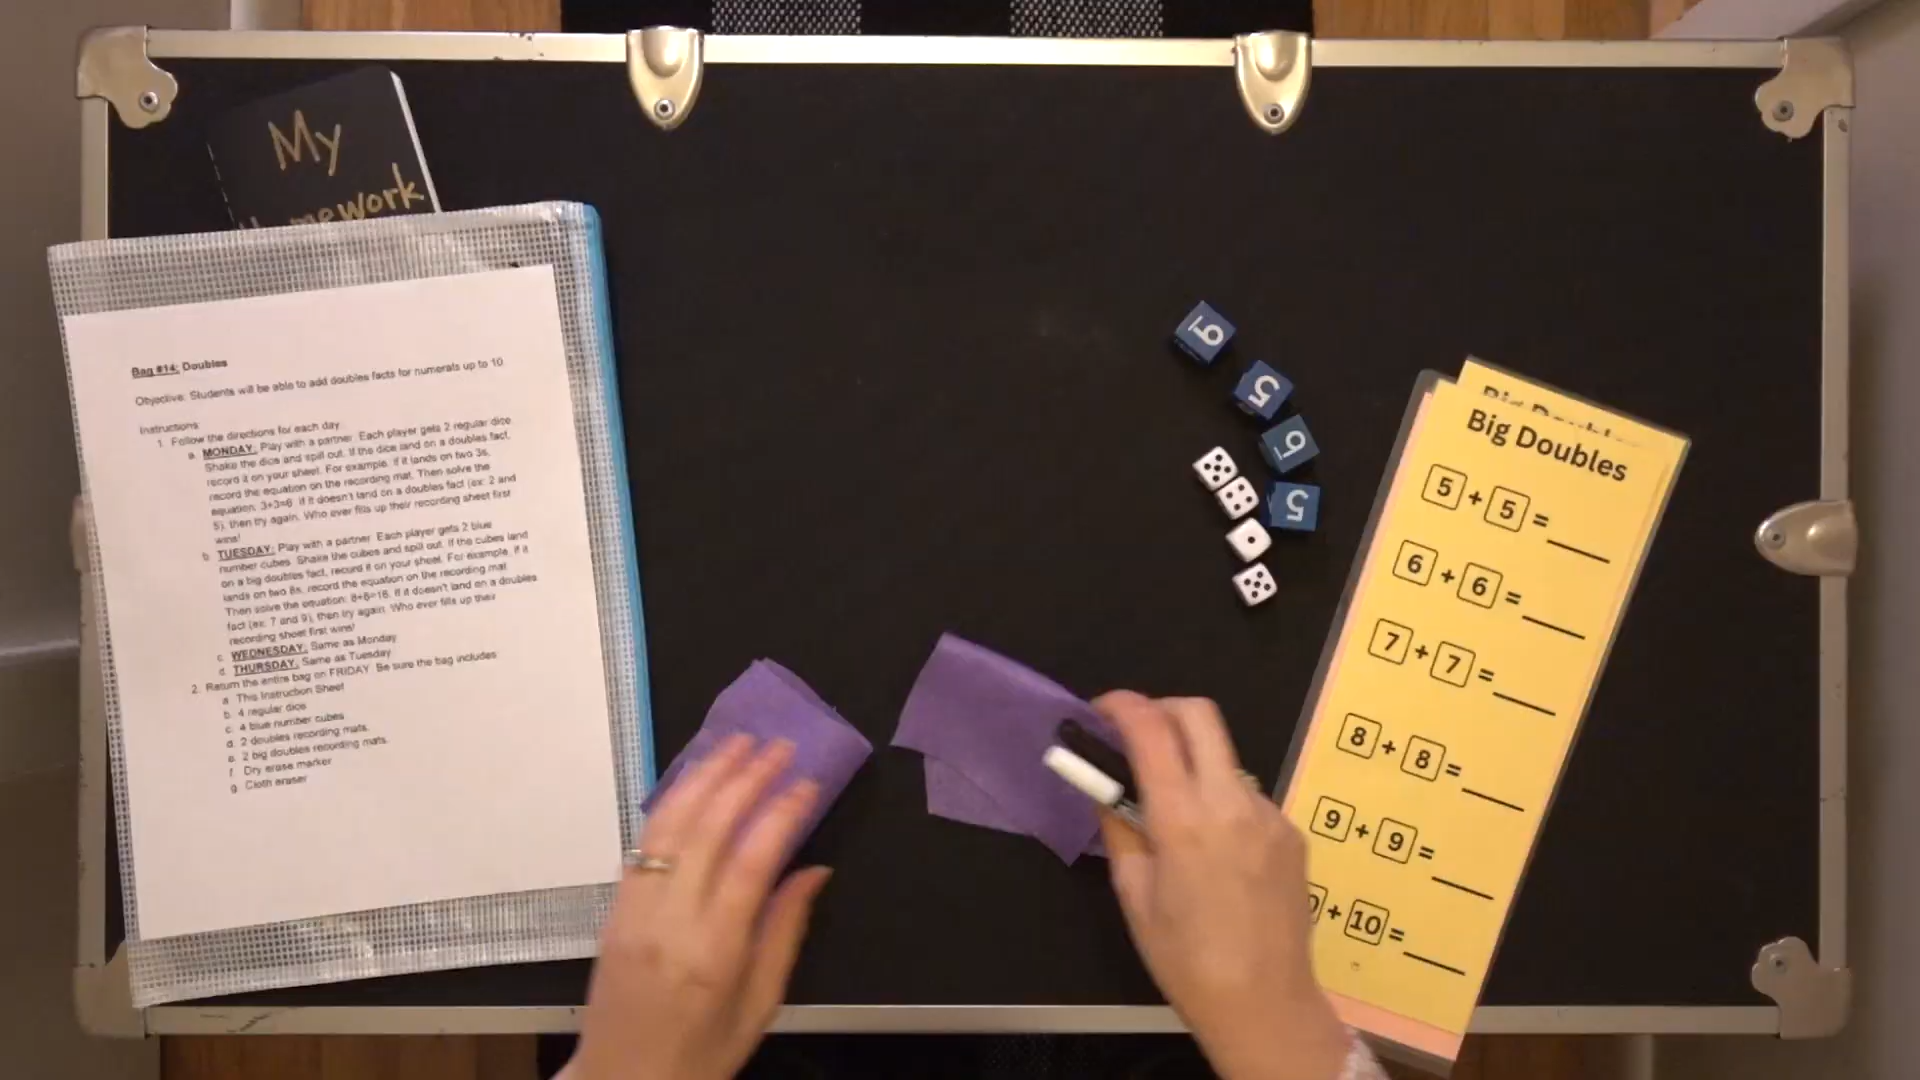 My
Homework
Bag #14: Doubles
Objective: Students will be able to add doubles facts for numerals up to 10.
Instructions:
1. Follow the directions for each day.
a. MONDAY: Play with a partner. Each player gets 2 regular dice.
Shake the dice and spill out. If the dice land on a doubles fact,
record it on your sheet. For example, if it lands on two 3s,
record the equation on the recording mat. Then solve the
equation, 3+3=6. If it doesn't land on a doubles fact (ex: 2 and
5), then try again. Who ever fills up their recording sheet first
wins!
b. TUESDAY: Play with a partner. Each player gets 2 blue
number cubes. Shake the cubes and spill out. If the cubes land
on a big doubles fact, record it on your sheet. For example, if it
lands on two 8s, record the equation on the recording mat.
Then solve the equation: 8+8=16. If it doesn't land on a doubles
fact (ex: 7 and 9), then try again. Who ever fills up their
recording sheet first wins!
c. WEDNESDAY: Same as Monday
d. THURSDAY: Same as Tuesday
2. Return the entire bag on FRIDAY. Be sure the bag includes:
a. This Instruction Sheet
b. 4 regular dice
c. 4 blue number cubes
d. 2 doubles recording mats.
e. 2 big doubles recording mats.
f. Dry erase marker
g. Cloth eraser
9
5
9
5
Big Doubles
Big Doubles
5 + 5 =
6 + 6 =
7 + 7 =
8 + 8 =
9 + 9 =
+ 10 =